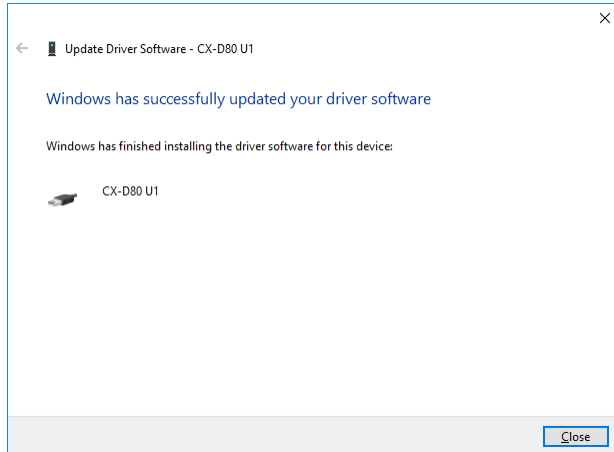 Update Driver Software - CX-D80 U1
Windows has successfully updated your driver software
Windows has finished installing the driver software for this device:
CX-D80 U1
Close